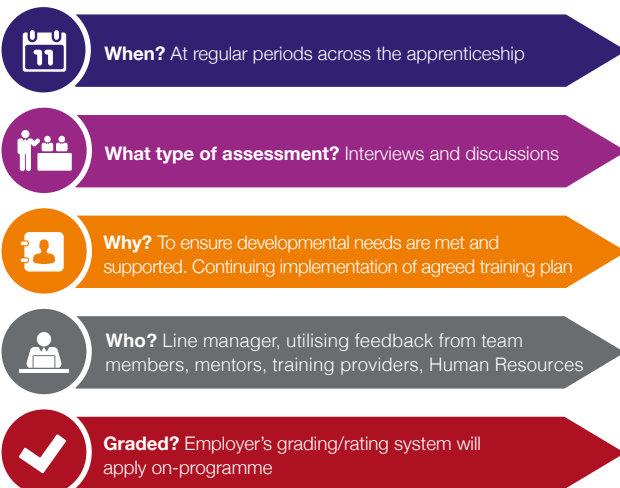 11
When? At regular periods across the apprenticeship
What type of assessment? Interviews and discussions
Why? To ensure developmental needs are met and
supported. Continuing implementation of agreed training plan
Who? Line manager, utilising feedback from team
members, mentors, training providers, Human Resources
Graded? Employer’s grading/rating system will
apply on-programme